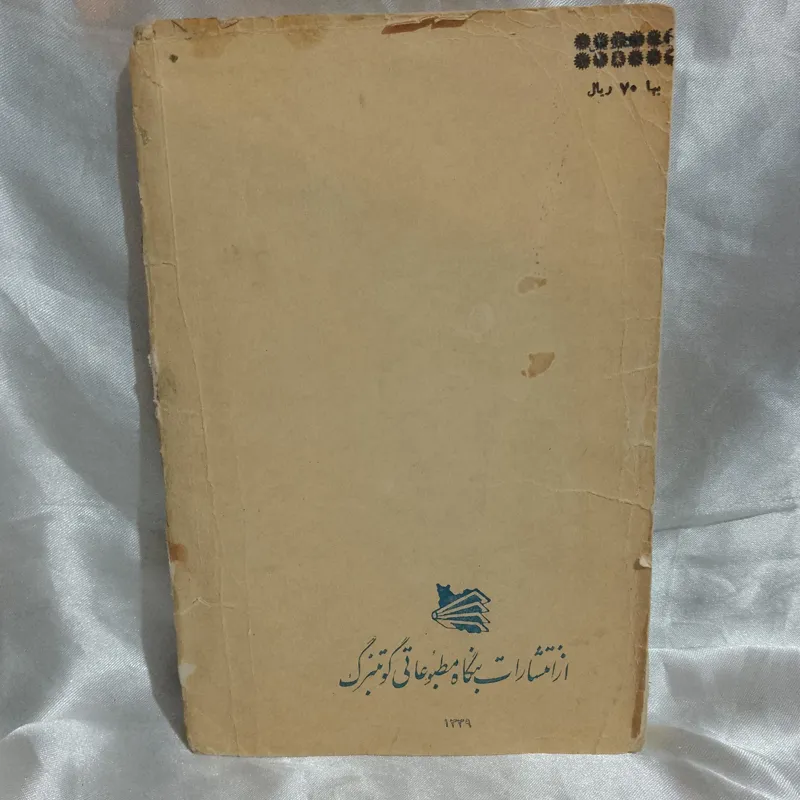 بها ۷۰ ریال
از انتشارات بنگاه مطبوعاتی گوتنبرگ
۱۳۳۹